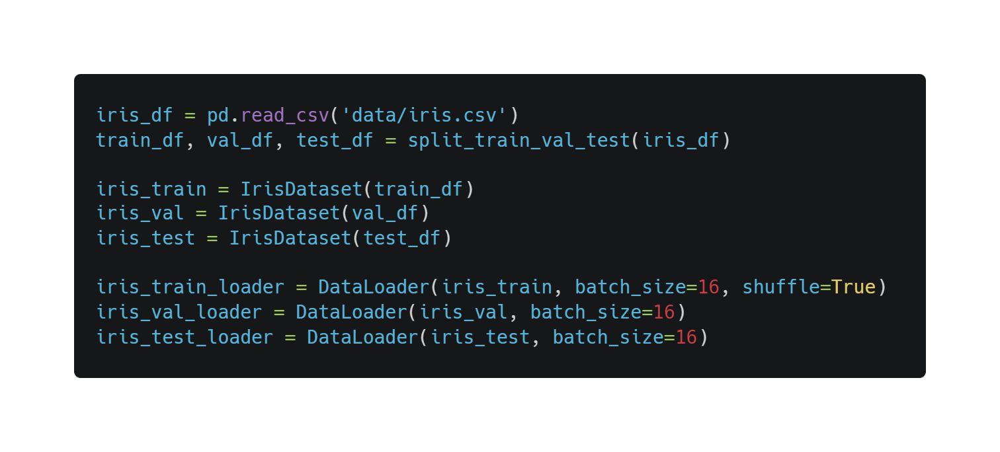 iris_df = pd.read_csv('data/iris.csv')
train_df, val_df, test_df = split_train_val_test(iris_df)
iris_train = IrisDataset(train_df)
iris_val = IrisDataset(val_df)
iris_test = IrisDataset(test_df)
iris_train_loader = DataLoader(iris_train, batch_size=16, shuffle=True)
iris_val_loader = DataLoader(iris_val, batch_size=16)
iris_test_loader = DataLoader(iris_test, batch_size=16)